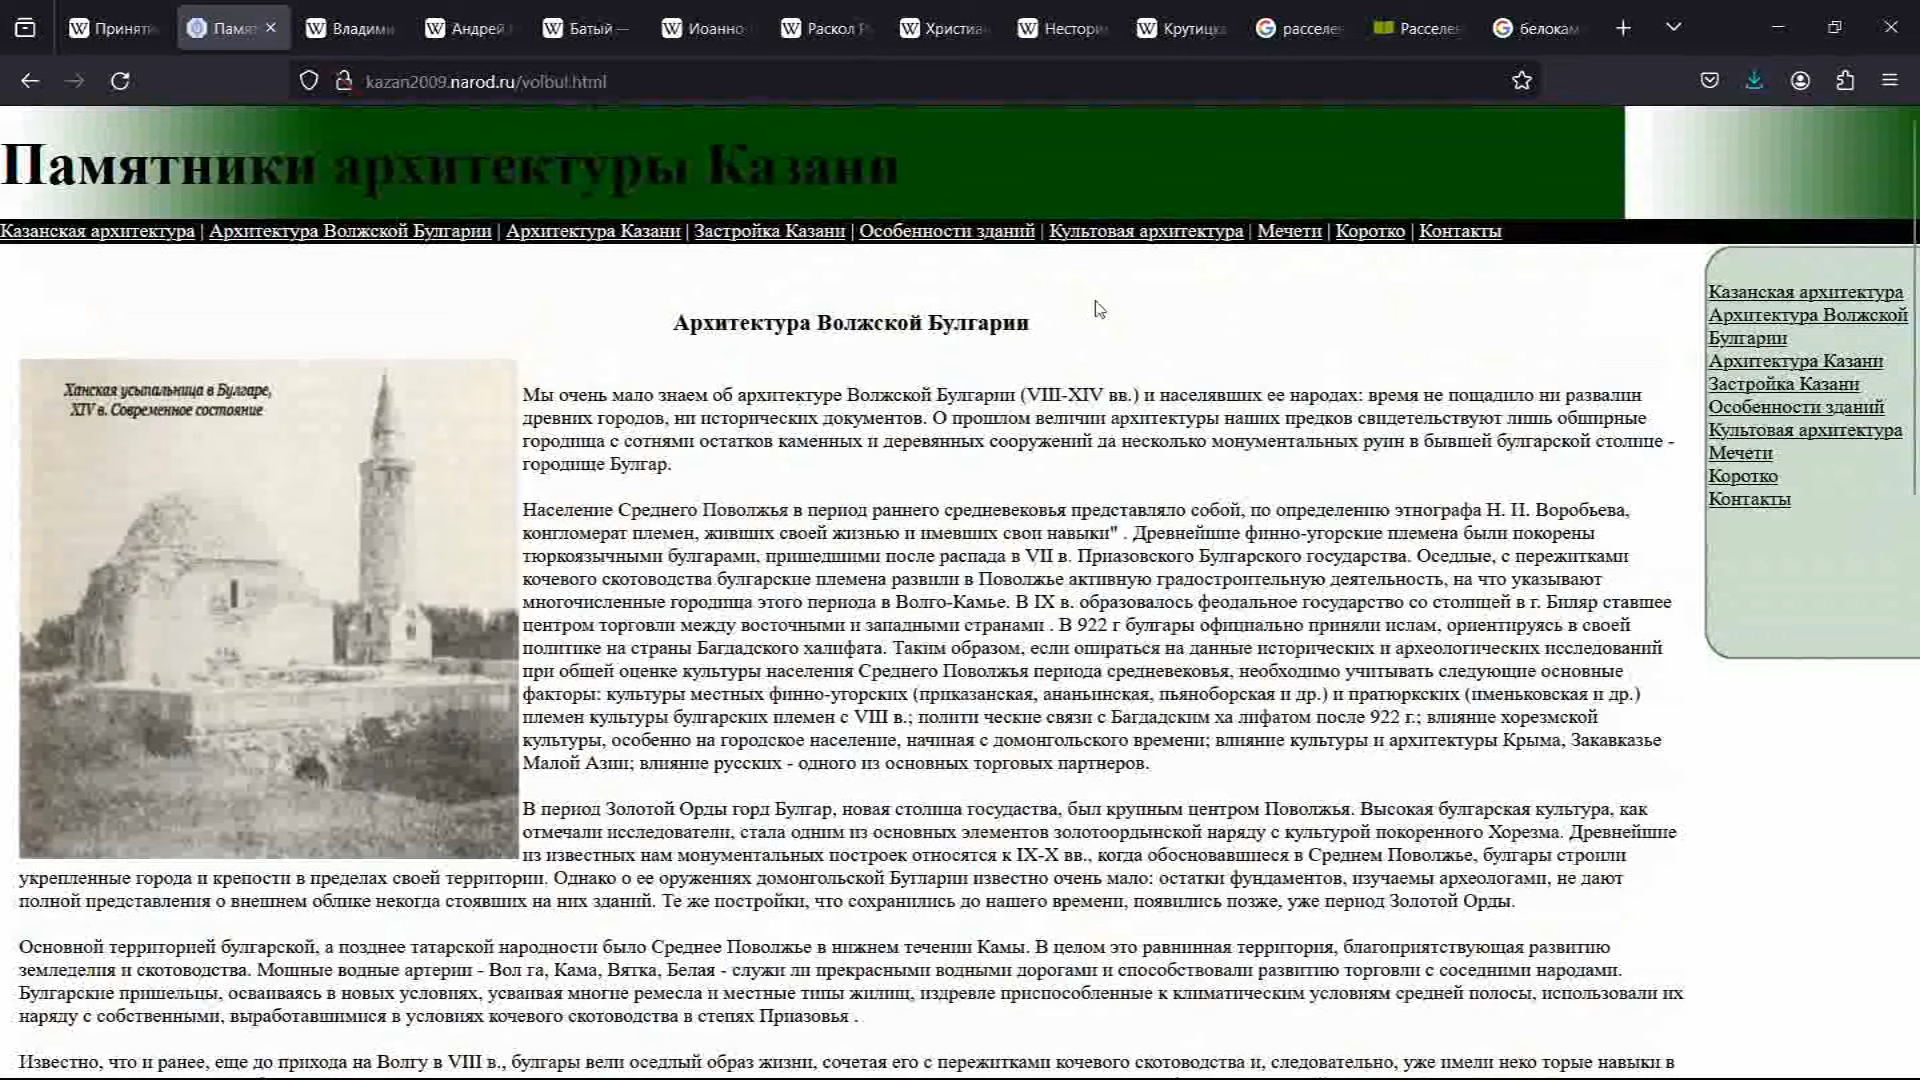 Принятi
Памят
Владими
Андрей
Батый —
Иоанно
Раскол Р
Христиа
Нестори
Крутицк
расселе
Расселе
белокам
kazan2009.narod.ru/volbul.html
Памятники архитектуры Казани
Казанская архитектура | Архитектура Волжской Булгарии | Архитектура Казани | Застройка Казани | Особенности зданий | Культовая архитектура | Мечети | Коротко | Контакты
Казанская архитектура
Архитектура Волжской
Булгарии
Архитектура Казани
Застройка Казани
Особенности зданий
Культовая архитектура
Мечети
Коротко
Контакты
Архитектура Волжской Булгарии
Ханская усыпальница в Булгаре,
XIV в. Современное состояние
Мы очень мало знаем об архитектуре Волжской Булгарии (VIII-XIV вв.) и населявших ее народах: время не пощадило ни развалин
древних городов, ни исторических документов. О прошлом величии архитектуры наших предков свидетельствуют лишь обширные
городища с сотнями остатков каменных и деревянных сооружений да несколько монументальных руин в бывшей булгарской столице -
городище Булгар.
Население Среднего Поволжья в период раннего средневековья представляло собой, по определению этнографа Н. И. Воробьева,
конгломерат племен, живших своей жизнью и имевших свои навыки" . Древнейшие финно-угорские племена были покорены
тюркоязычными булгарами, пришедшими после распада в VII в. Приазовского Булгарского государства. Оседлые, с пережитками
кочевого скотоводства булгарские племена развили в Поволжье активную градостроительную деятельность, на что указывают
многочисленные городища этого периода в Волго-Камье. В IX в. образовалось феодальное государство со столицей в г. Биляр ставшее
центром торговли между восточными и западными странами . В 922 г булгары официально приняли ислам, ориентируясь в своей
политике на страны Багдадского халифата. Таким образом, если опираться на данные исторических и археологических исследований
при общей оценке культуры населения Среднего Поволжья периода средневековья, необходимо учитывать следующие основные
факторы: культуры местных финно-угорских (приказанская, ананьинская, пьяноборская и др.) и пратюркских (именьковская и др.)
племен культуры булгарских племен с VIII в.; полити ческие связи с Багдадским ха лифатом после 922 г.; влияние хорезмской
культуры, особенно на городское население, начиная с домонгольского времени; влияние культуры и архитектуры Крыма, Закавказье
Малой Азии; влияние русских - одного из основных торговых партнеров.
В период Золотой Орды горд Булгар, новая столица госудаства, был крупным центром Поволжья. Высокая булгарская культура, как
отмечали исследователи, стала одним из основных элементов золотоордынской наряду с культурой покоренного Хорезма. Древнейшие
из известных нам монументальных построек относятся к IX-X вв., когда обосновавшиеся в Среднем Поволжье, булгары строили
укрепленные города и крепости в пределах своей территории. Однако о ее оружениях домонгольской Бугларии известно очень мало: остатки фундаментов, изучаемы археологами, не дают
полной представления о внешнем облике некогда стоявших на них зданий. Те же постройки, что сохранились до нашего времени, появились позже, уже период Золотой Орды.
Основной территорией булгарской, а позднее татарской народности было Среднее Поволжье в нижнем течении Камы. В целом это равнинная территория, благоприятствующая развитию
земледелия и скотоводства. Мощные водные артерии - Вол га, Кама, Вятка, Белая - служи ли прекрасными водными дорогами и способствовали развитию торговли с соседними народами.
Булгарские пришельцы, осваиваясь в новых условиях, усваивая многие ремесла и местные типы жилищ, издревле приспособленные к климатическим условиям средней полосы, использовали их
наряду с собственными, выработавшимися в условиях кочевого скотоводства в степях Приазовья .
Известно, что и ранее, еще до прихода на Волгу в VIII в., булгары вели оседлый образ жизни, сочетая его с пережитками кочевого скотоводства и, следовательно, уже имели неко торые навыки в